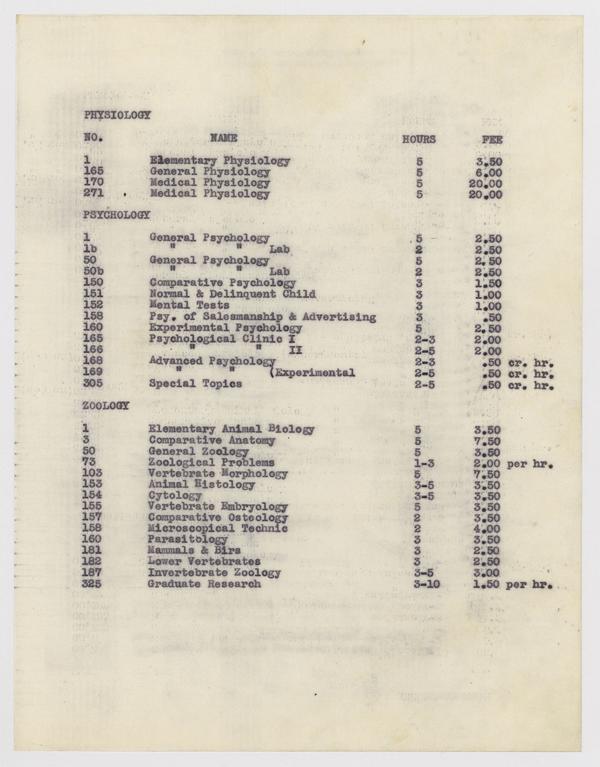 PHYSIOLOGY
NO. NAME HOURS FEE
1 Elementary Physiology 5 3.50
165 General Physiology 5 6.00
170 Medical Physiology 5 20.00
271 Medical Physiology 5 20.00
PSYCHOLOGY
1 General Psychology 5 2.50
1b " " Lab 2 2.50
50 General Psychology 5 2.50
50b " " Lab 2 2.50
150 Comparative Psychology 3 1.50
151 Normal & Delinquent Child 3 1.00
152 Mental Tests 3 1.00
158 Psy. of Salesmanship & Advertising 3 .50
160 Experimental Psychology 5 2.50
165 Psychological Clinic I 2-3 2.00
166 " " II 2-5 2.00
168 Advanced Psychology 2-3 .50 cr. hr.
169 " " (Experimental 2-5 .50 cr. hr.
305 Special Topics 2-5 .50 cr. hr.
ZOOLOGY
1 Elementary Animal Biology 5 3.50
3 Comparative Anatomy 5 7.50
50 General Zoology 5 3.50
73 Zoological Problems 1-3 2.00 per hr.
103 Vertebrate Morphology 5 7.50
153 Animal Histology 3-5 3.50
154 Cytology 3-5 3.50
155 Vertebrate Embryology 5 3.50
157 Comparative Osteology 2 3.50
158 Microscopical Technic 2 4.00
160 Parasitology 3 3.50
181 Mammals & Birs 3 2.50
182 Lower Vertebrates 3 2.50
187 Invertebrate Zoology 3-5 3.00
325 Graduate Research 3-10 1.50 per hr.